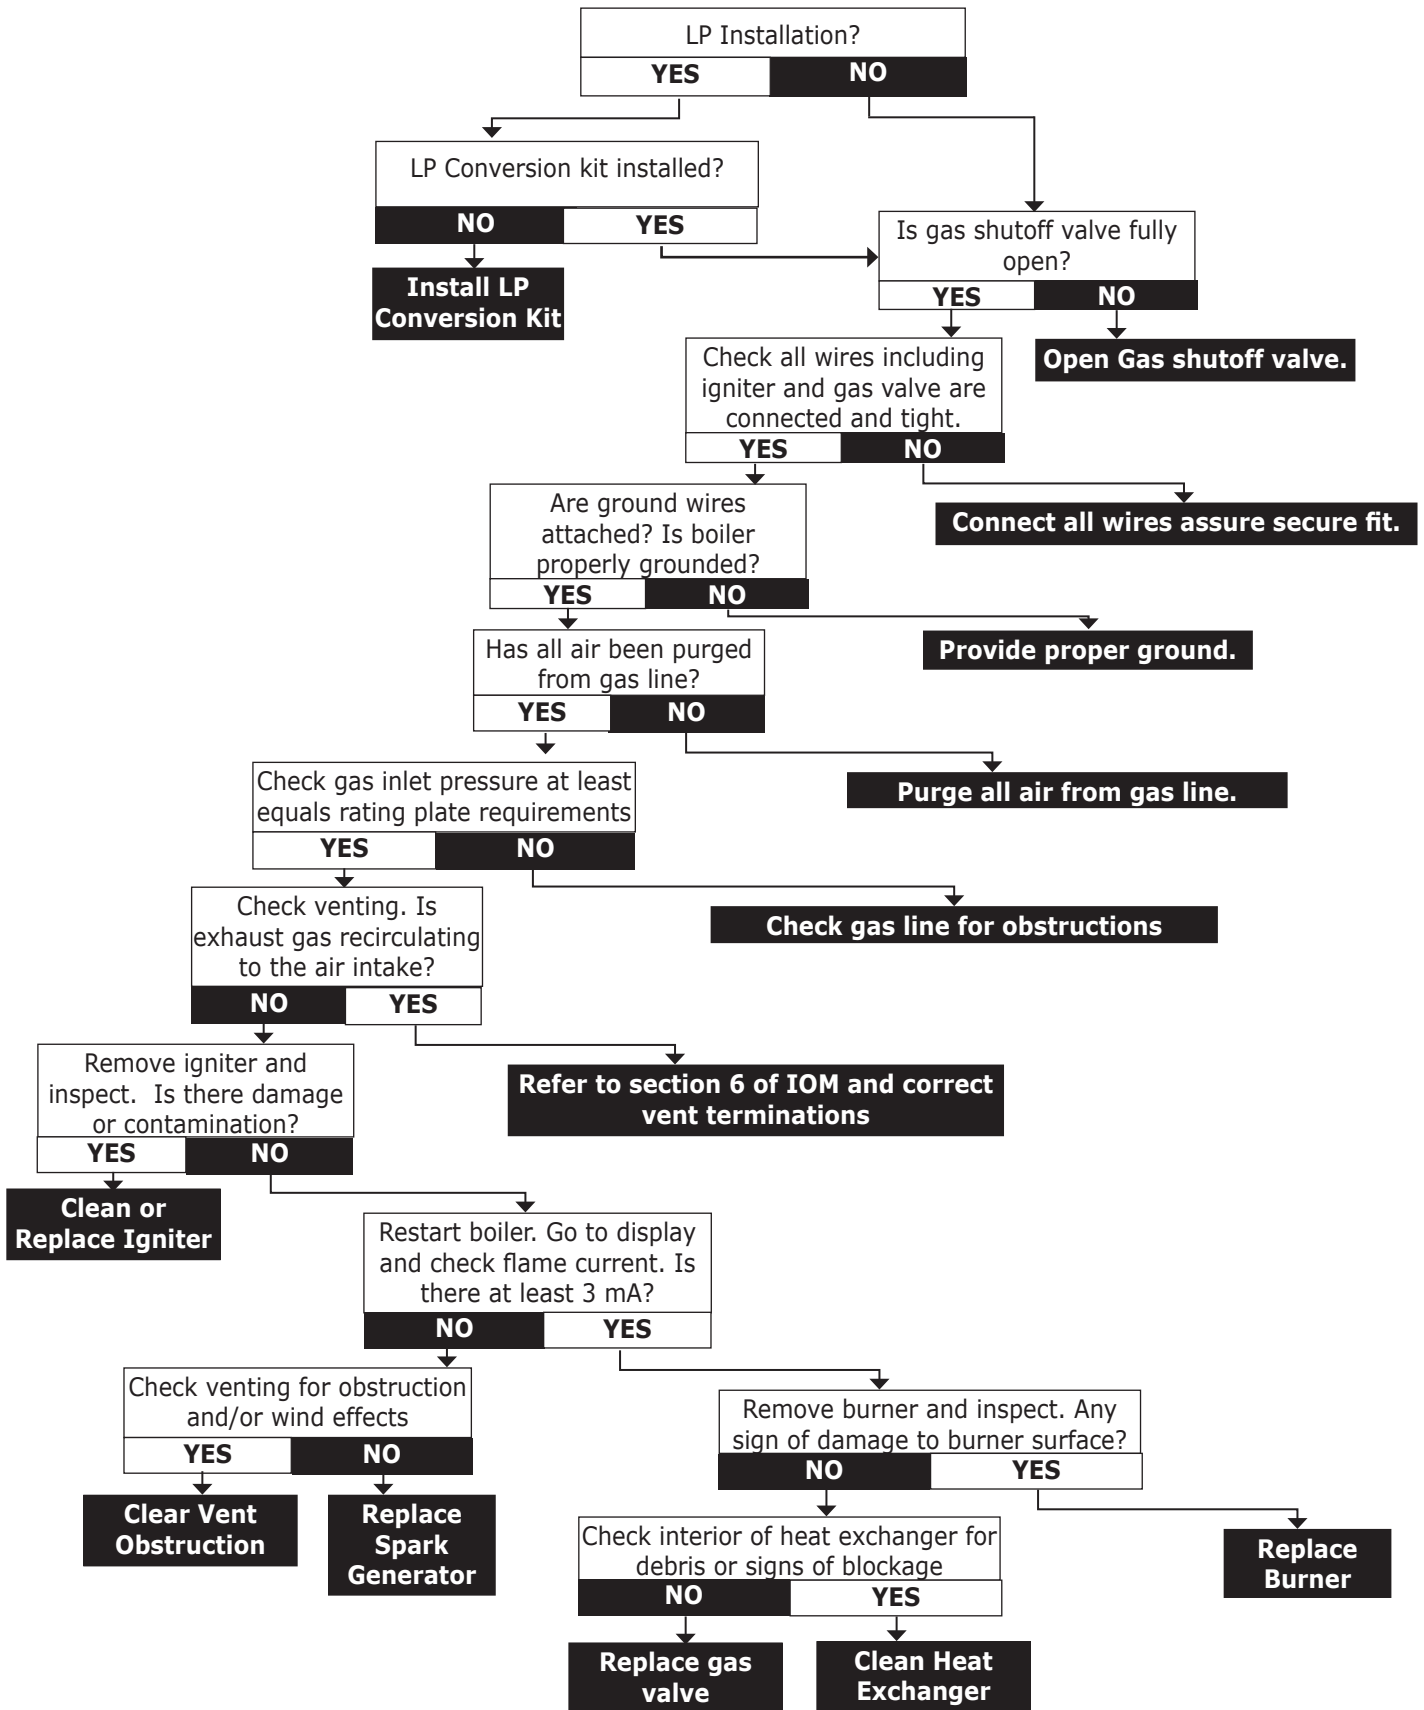 LP Installation?
YES
NO
LP Conversion kit installed?
NO
YES
Is gas shutoff valve fully
open?
YES
NO
Install LP
Conversion Kit
Check all wires including
igniter and gas valve are
connected and tight.
YES
NO
Open Gas shutoff valve.
Are ground wires
attached? Is boiler
properly grounded?
YES
NO
Connect all wires assure secure fit.
Has all air been purged
from gas line?
YES
NO
Provide proper ground.
Check gas inlet pressure at least
equals rating plate requirements
YES
NO
Purge all air from gas line.
Check venting. Is
exhaust gas recirculating
to the air intake?
NO
YES
Check gas line for obstructions
Remove igniter and
inspect.  Is there damage
or contamination?
YES
NO
Refer to section 6 of IOM and correct
vent terminations
Clean or
Replace Igniter
Restart boiler. Go to display
and check flame current. Is
there at least 3 mA?
NO
YES
Check venting for obstruction
and/or wind effects
YES
NO
Remove burner and inspect. Any
sign of damage to burner surface?
NO
YES
Clear Vent
Obstruction
Replace
Spark
Generator
Check interior of heat exchanger for
debris or signs of blockage
NO
YES
Replace
Burner
Replace gas
valve
Clean Heat
Exchanger